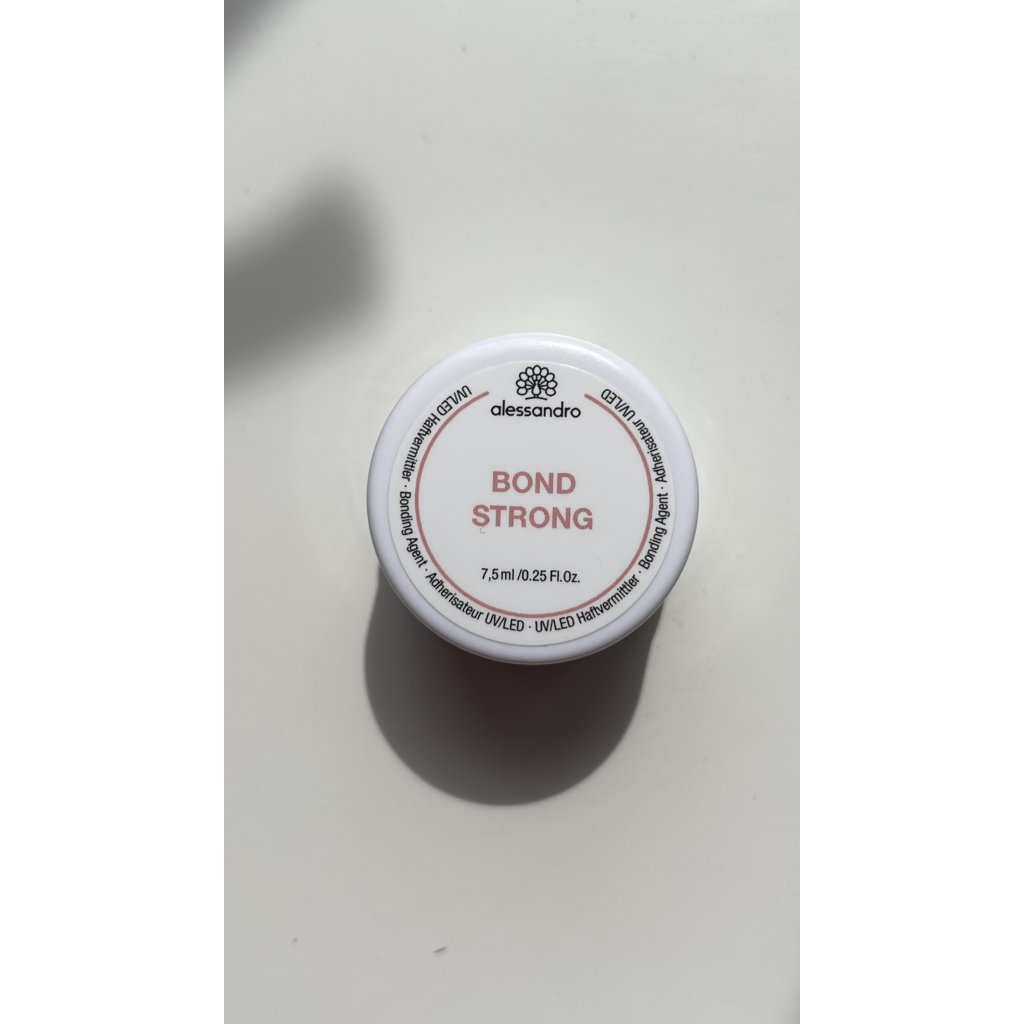 alessandro
BOND
STRONG
7,5 ml /0.25 Fl.Oz.
UV/LED Haftvermittler · Bonding Agent · Adherisateur UV/LED · UV/LED Haftvermittler · Bonding Agent · Adherisateur UV/LED